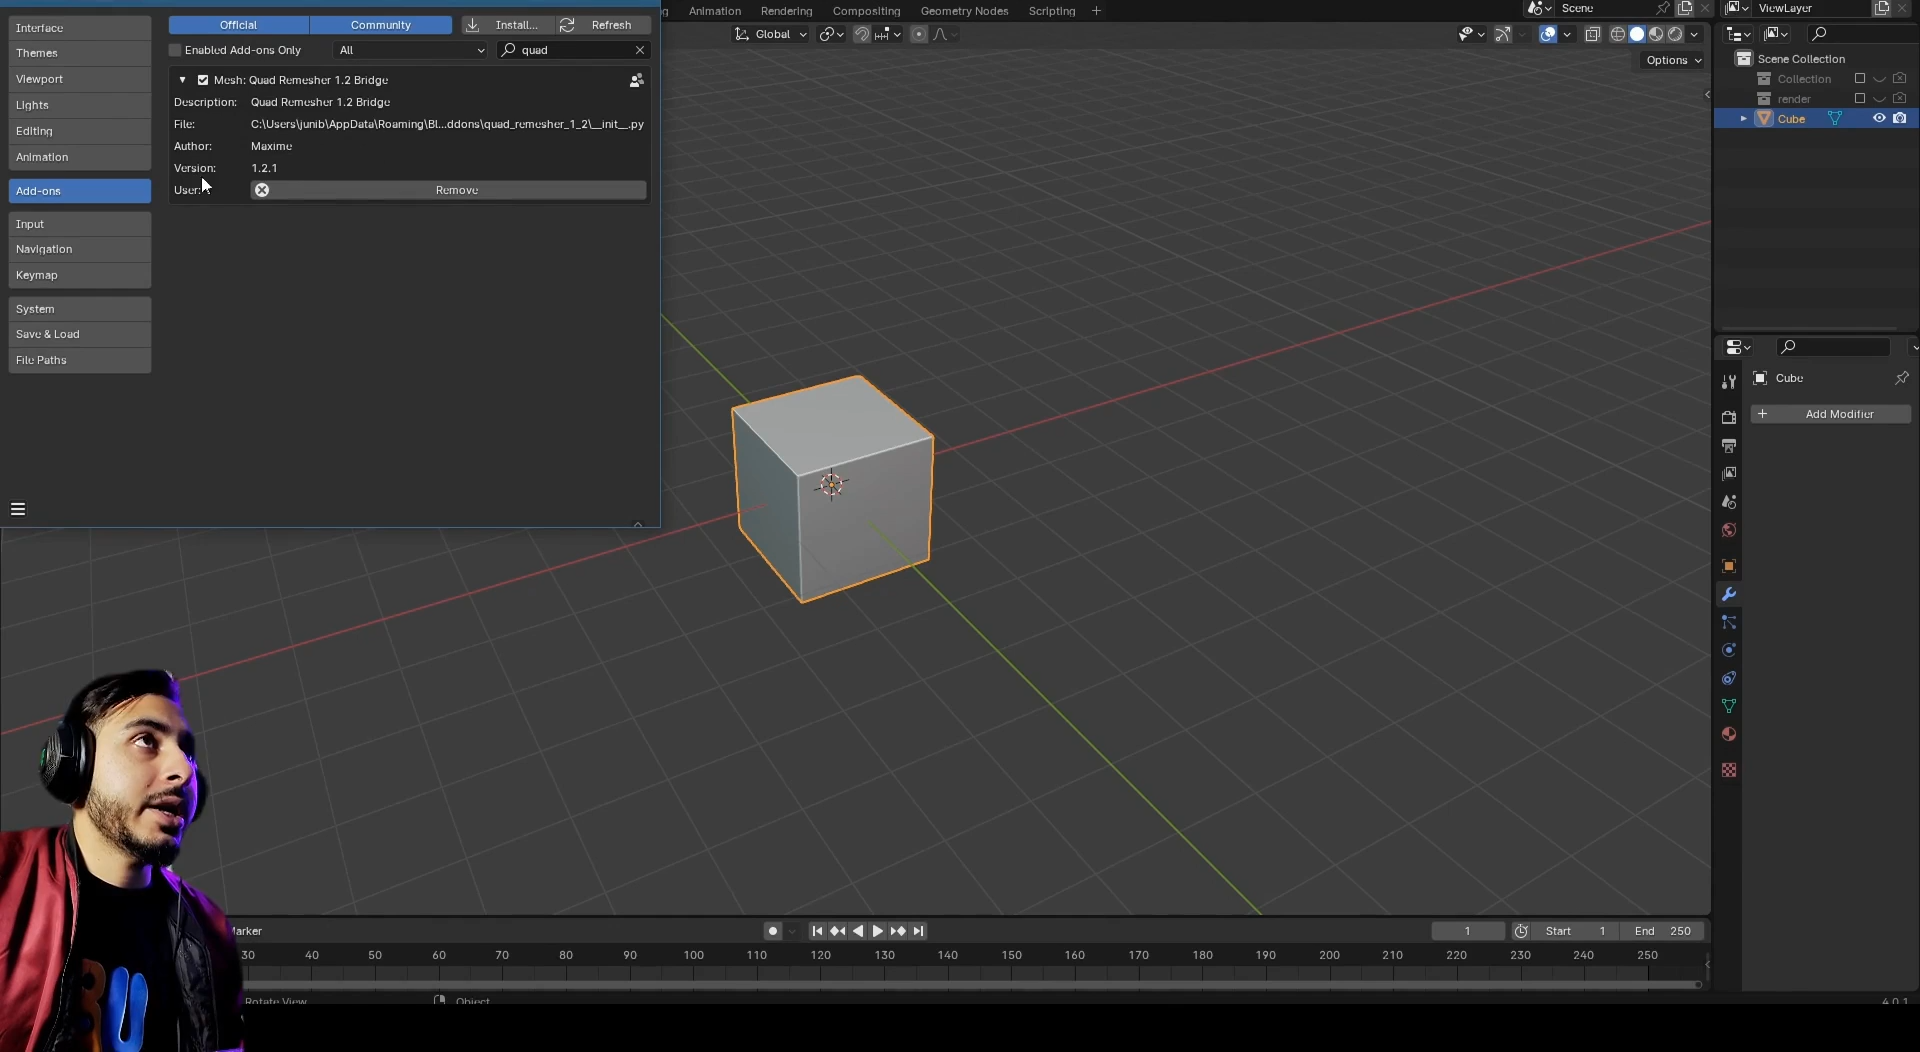 Animation
Rendering
Compositing
Geometry Nodes
Scripting
Scene
ViewLayer
Interface
Themes
Viewport
Lights
Editing
Animation
Add-ons
Input
Navigation
Keymap
System
Save & Load
File Paths
Official
Community
Install...
Refresh
Enabled Add-ons Only
All
quad
Mesh: Quad Remesher 1.2 Bridge
Description: Quad Remesher 1.2 Bridge
File: C:\Users\junib\AppData\Roaming\Bl...ddons\quad_remesher_1_2\__init__.py
Author: Maxime
Version: 1.2.1
User:
Remove
Global
Options
Scene Collection
Collection
render
Cube
Cube
Add Modifier
Marker
1
Start 1
End 250
30 40 50 60 70 80 90 100 110 120 130 140 150 160 170 180 190 200 210 220 230 240 250
Rotate View
Object
4.0.1